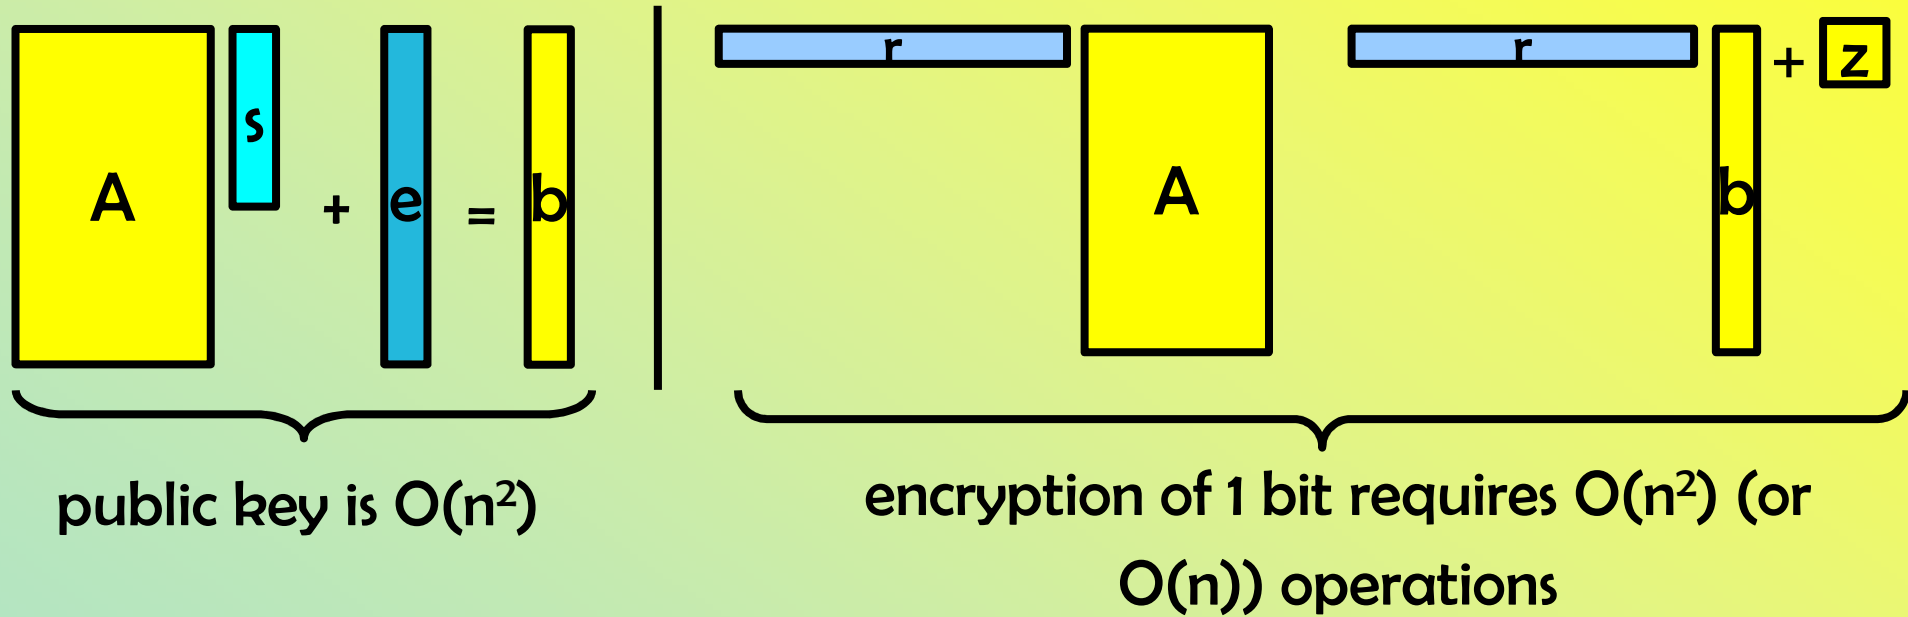 A s + e = b
r A r b + z
public key is O(n²)
encryption of 1 bit requires O(n²) (or
O(n)) operations